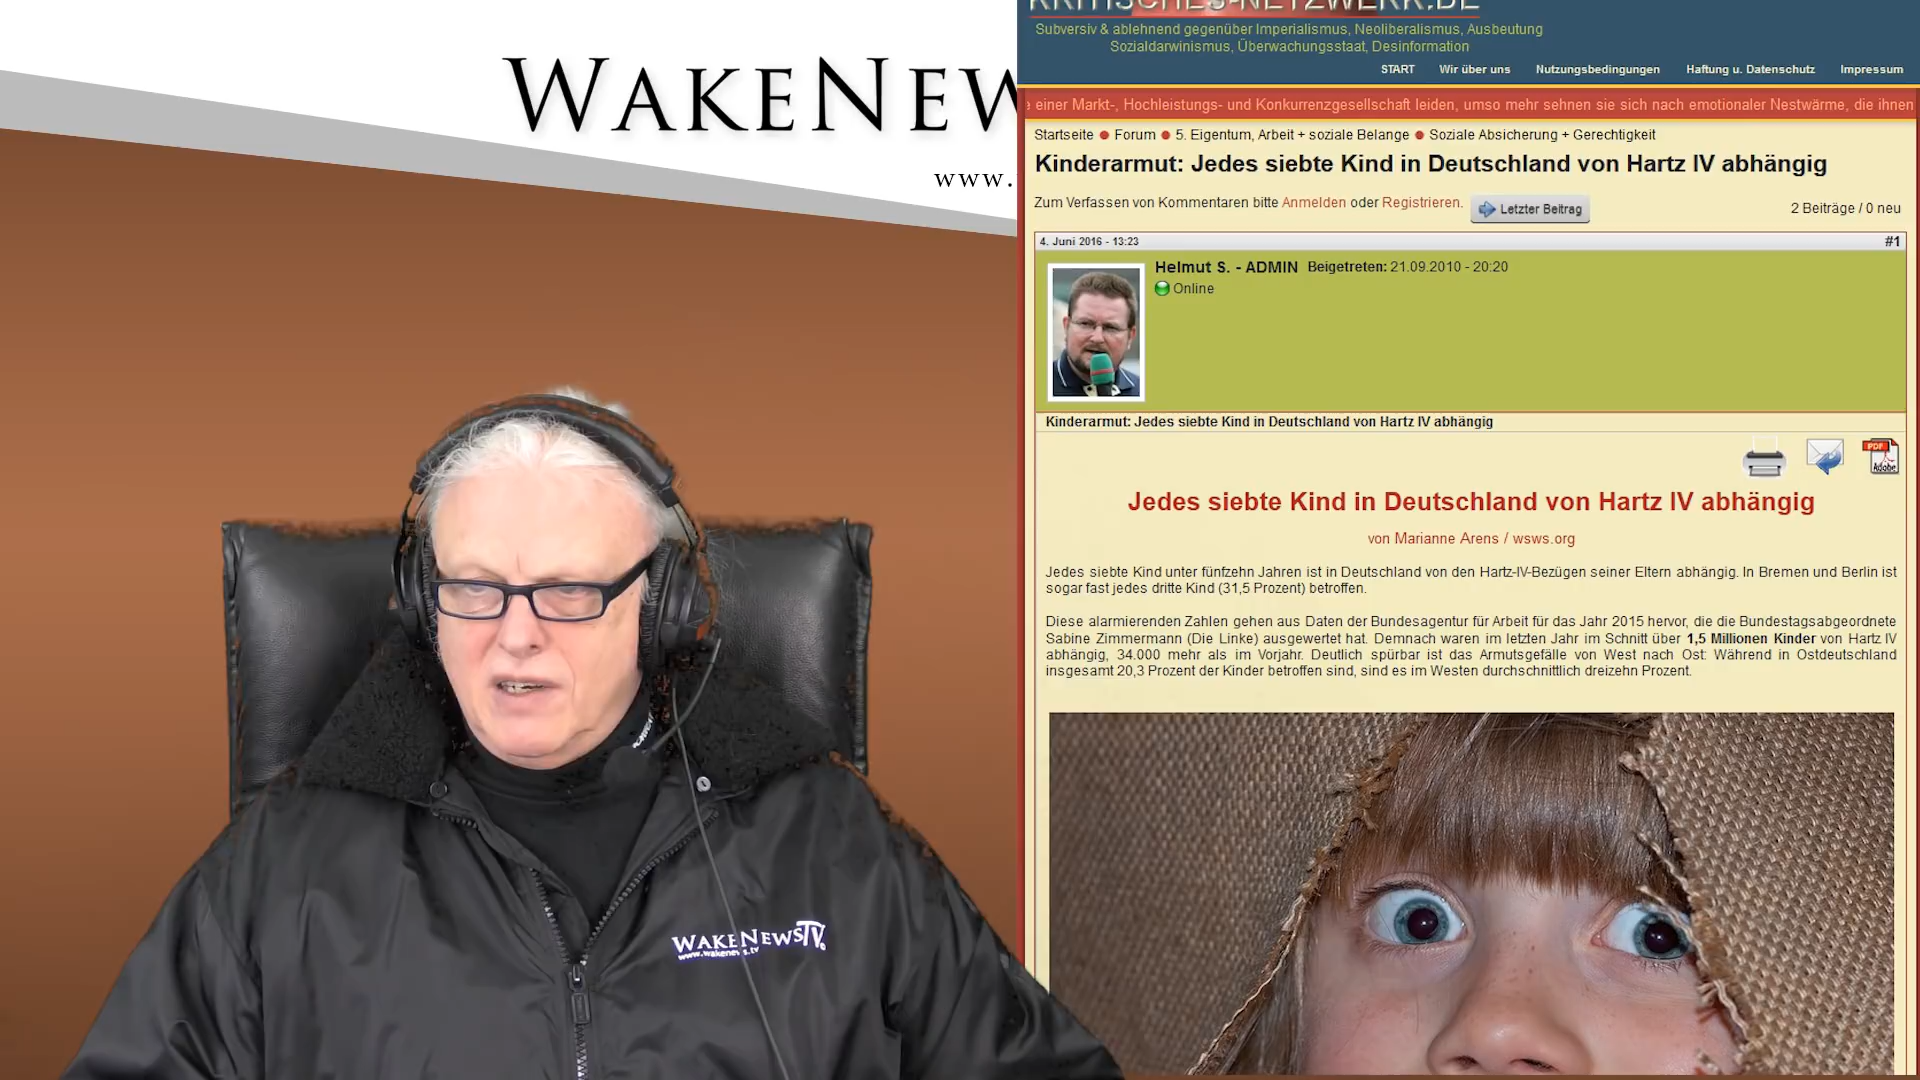 WAKENEW
www.
KRITISCHES-NETZWERK.DE
Subversiv & ablehnend gegenüber Imperialismus, Neoliberalismus, Ausbeutung
Sozialdarwinismus, Überwachungsstaat, Desinformation
START Wir über uns Nutzungsbedingungen Haftung u. Datenschutz Impressum
e einer Markt-, Hochleistungs- und Konkurrenzgesellschaft leiden, umso mehr sehnen sie sich nach emotionaler Nestwärme, die ihnen
Startseite ● Forum ● 5. Eigentum, Arbeit + soziale Belange ● Soziale Absicherung + Gerechtigkeit
Kinderarmut: Jedes siebte Kind in Deutschland von Hartz IV abhängig
Zum Verfassen von Kommentaren bitte Anmelden oder Registrieren.
Letzter Beitrag
2 Beiträge / 0 neu
4. Juni 2016 - 13:23 #1
Helmut S. - ADMIN Beigetreten: 21.09.2010 - 20:20
Online
Kinderarmut: Jedes siebte Kind in Deutschland von Hartz IV abhängig
PDF
Adobe
Jedes siebte Kind in Deutschland von Hartz IV abhängig
von Marianne Arens / wsws.org
Jedes siebte Kind unter fünfzehn Jahren ist in Deutschland von den Hartz-IV-Bezügen seiner Eltern abhängig. In Bremen und Berlin ist
sogar fast jedes dritte Kind (31,5 Prozent) betroffen.
Diese alarmierenden Zahlen gehen aus Daten der Bundesagentur für Arbeit für das Jahr 2015 hervor, die die Bundestagsabgeordnete
Sabine Zimmermann (Die Linke) ausgewertet hat. Demnach waren im letzten Jahr im Schnitt über 1,5 Millionen Kinder von Hartz IV
abhängig, 34.000 mehr als im Vorjahr. Deutlich spürbar ist das Armutsgefälle von West nach Ost: Während in Ostdeutschland
insgesamt 20,3 Prozent der Kinder betroffen sind, sind es im Westen durchschnittlich dreizehn Prozent.
WAKENEWSTV
www.wakenews.tv